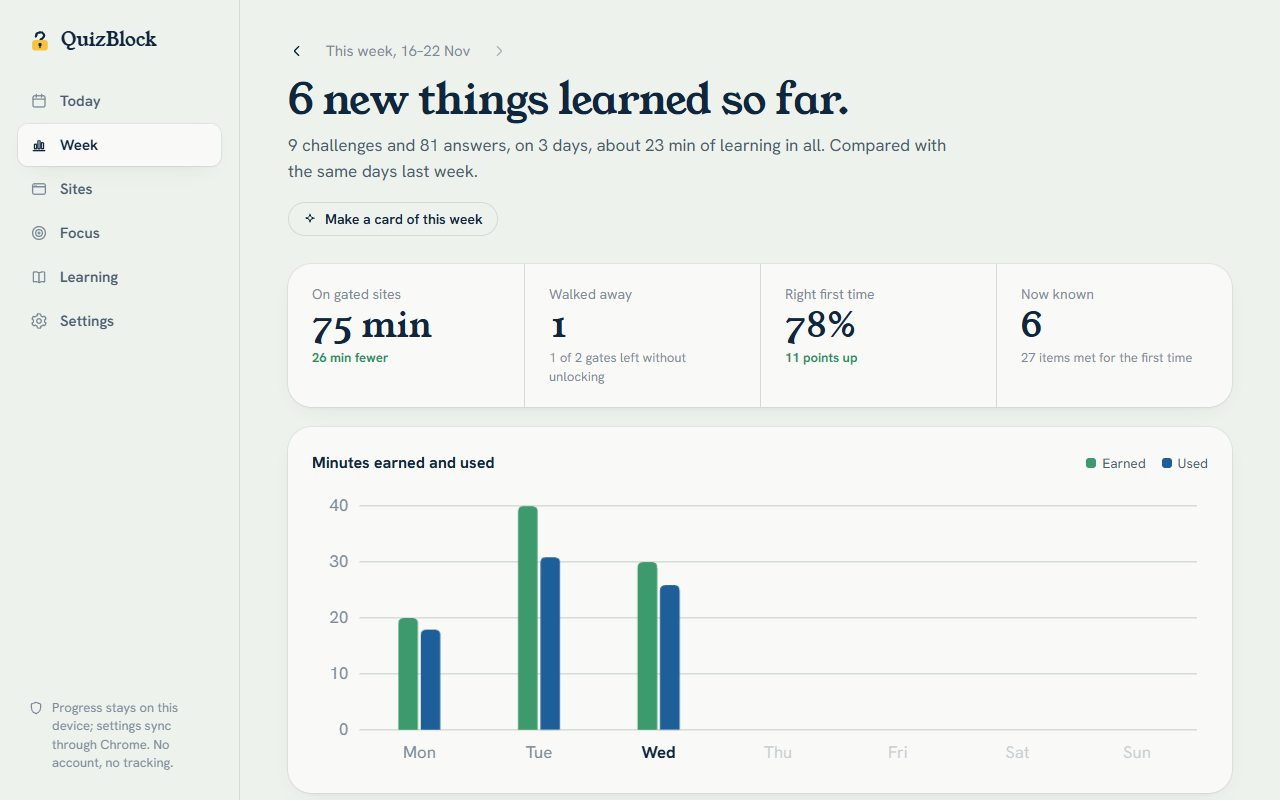 QuizBlock
Today
Week
Sites
Focus
Learning
Settings
Progress stays on this
device; settings sync
through Chrome. No
account, no tracking.
This week, 16–22 Nov
6 new things learned so far.
9 challenges and 81 answers, on 3 days, about 23 min of learning in all. Compared with
the same days last week.
Make a card of this week
On gated sites
75 min
26 min fewer
Walked away
1
1 of 2 gates left without
unlocking
Right first time
78%
11 points up
Now known
6
27 items met for the first time
Minutes earned and used
Earned
Used
40
30
20
10
0
Mon
Tue
Wed
Thu
Fri
Sat
Sun